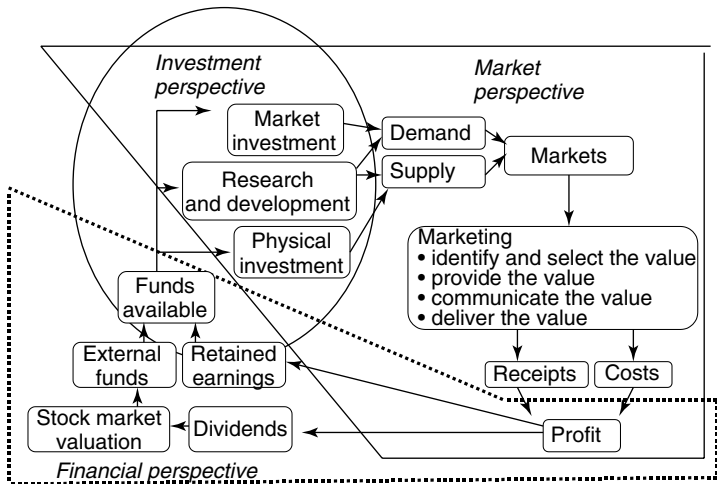 Investment
perspective
Market
perspective
Market
investment
Demand
Markets
Research
and development
Supply
Physical
investment
Marketing
• identify and select the value
• provide the value
• communicate the value
• deliver the value
Funds
available
External
funds
Retained
earnings
Receipts
Costs
Stock market
valuation
Dividends
Profit
Financial perspective